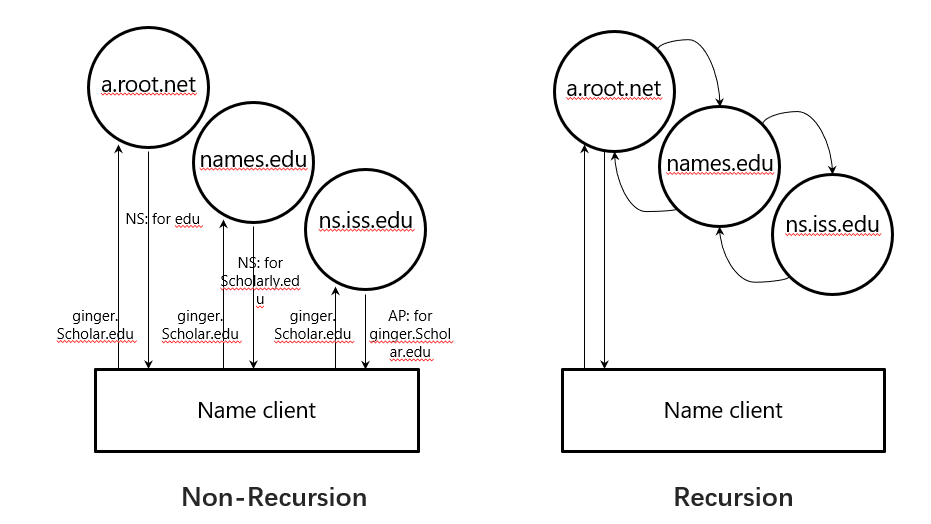 a.root.net
names.edu
ns.iss.edu
NS: for edu
NS: for
Scholarly.ed
u
ginger.
Scholar.edu
ginger.
Scholar.edu
ginger.
Scholar.edu
AP: for
ginger.Schol
ar.edu
Name client
Non-Recursion
a.root.net
names.edu
ns.iss.edu
Name client
Recursion